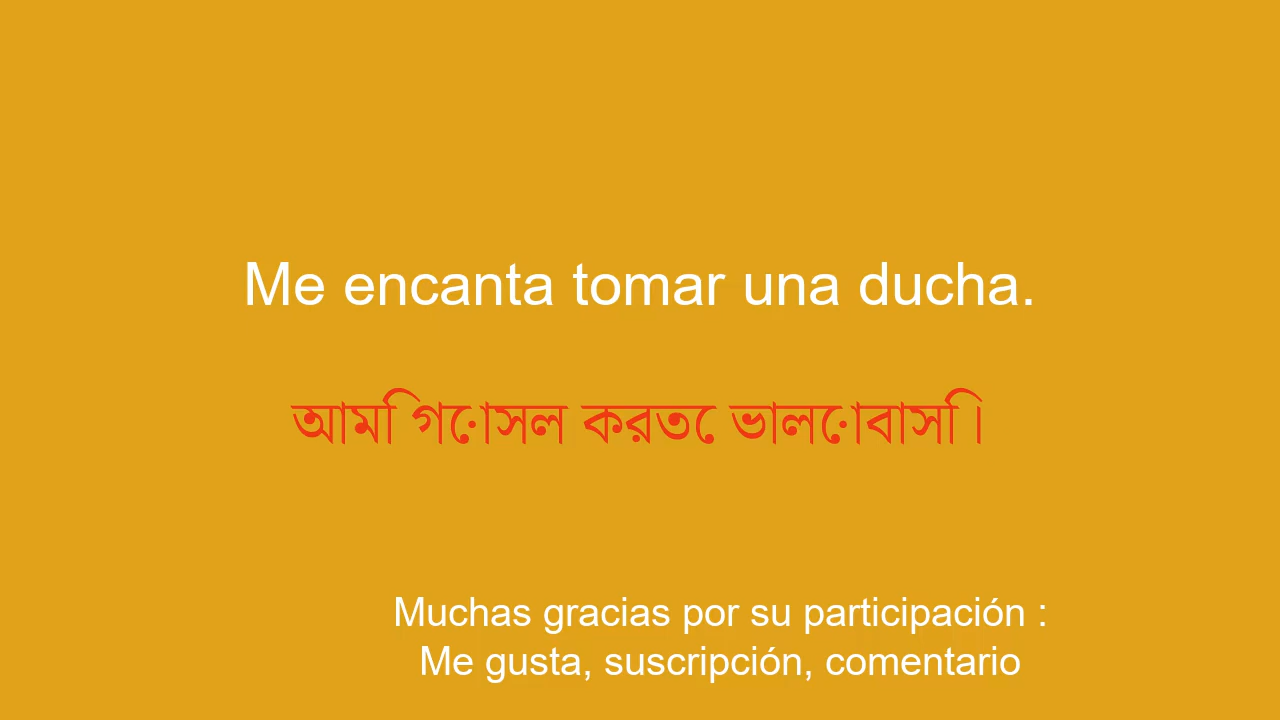 Me encanta tomar una ducha.
আমি গোসল করতে ভালোবাসি।
Muchas gracias por su participación :
Me gusta, suscripción, comentario